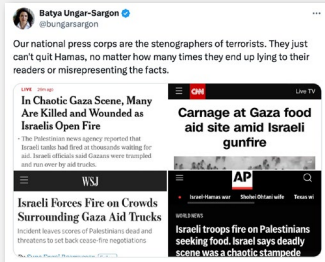 Batya Ungar-Sargon
@bungarsargon
Our national press corps are the stenographers of terrorists. They just
can't quit Hamas, no matter how many times they end up lying to their
readers or misrepresenting the facts.
LIVE
In Chaotic Gaza Scene, Many
Are Killed and Wounded as
Israelis Open Fire
The Palestinian news agency reported that
Israeli tanks had fired at thousands waiting for
aid. Israeli officials said Gazans were trampled
and run over by aid trucks.
CNN Live TV
Carnage at Gaza food
aid site amid Israeli
gunfire
WSJ
Israeli Forces Fire on Crowds
Surrounding Gaza Aid Trucks
Incident leaves scores of Palestinians dead and
threatens to set back cease-fire negotiations
AP
Israel-Hamas war Shohei Ohtani wife Texas wi
WORLD NEWS
Israeli troops fire on Palestinians
seeking food. Israel says deadly
scene was a chaotic stampede